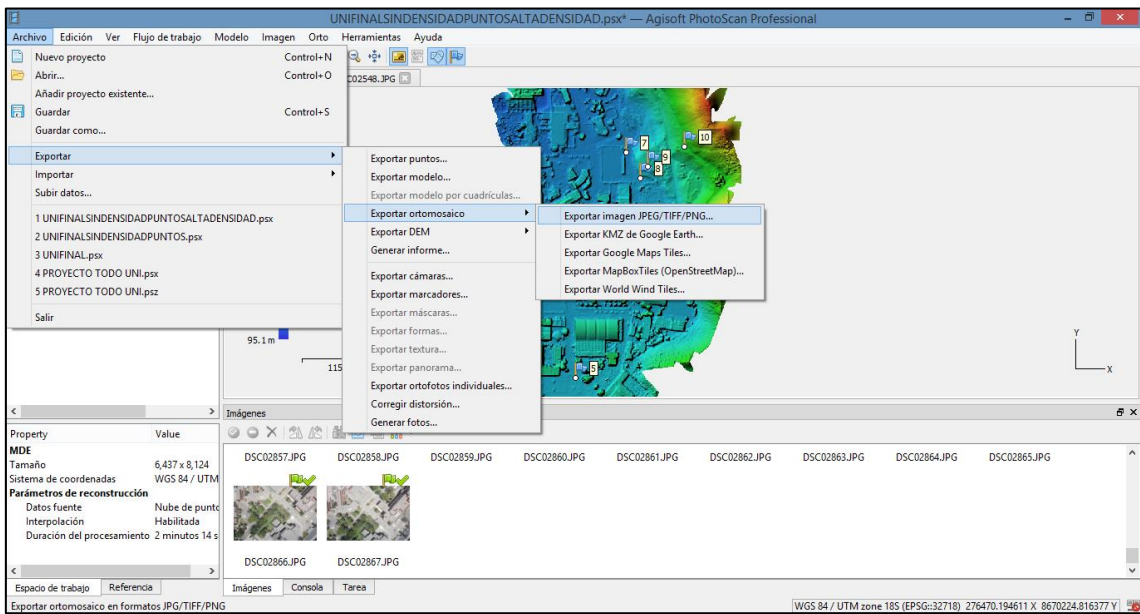 UNIFINALSINDENSIDADPUNTOSALTADENSIDAD.psx* — Agisoft PhotoScan Professional
Archivo Edición Ver Flujo de trabajo Modelo Imagen Orto Herramientas Ayuda
Nuevo proyecto Control+N
Abrir... Control+O
Añadir proyecto existente...
Guardar Control+S
Guardar como...
Exportar
Importar
Subir datos...
1 UNIFINALSINDENSIDADPUNTOSALTADENSIDAD.psx
2 UNIFINALSINDENSIDADPUNTOS.psx
3 UNIFINAL.psx
4 PROYECTO TODO UNI.psx
5 PROYECTO TODO UNI.psz
Salir
Exportar puntos...
Exportar modelo...
Exportar modelo por cuadrículas...
Exportar ortomosaico
Exportar DEM
Generar informe...
Exportar cámaras...
Exportar marcadores...
Exportar máscaras...
Exportar formas...
Exportar textura...
Exportar panorama...
Exportar ortofotos individuales...
Corregir distorsión...
Generar fotos...
Exportar imagen JPEG/TIFF/PNG...
Exportar KMZ de Google Earth...
Exportar Google Maps Tiles...
Exportar MapBoxTiles (OpenStreetMap)...
Exportar World Wind Tiles...
C02548.JPG
7
10
9
8
5
95.1 m
115
Y
X
Imágenes
Property Value
MDE
Tamaño 6,437 x 8,124
Sistema de coordenadas WGS 84 / UTM
Parámetros de reconstrucción
Datos fuente Nube de punto
Interpolación Habilitada
Duración del procesamiento 2 minutos 14 s
DSC02857.JPG DSC02858.JPG DSC02859.JPG DSC02860.JPG DSC02861.JPG DSC02862.JPG DSC02863.JPG DSC02864.JPG DSC02865.JPG
DSC02866.JPG DSC02867.JPG
Espacio de trabajo Referencia
Imágenes Consola Tarea
Exportar ortomosaico en formatos JPG/TIFF/PNG
WGS 84 / UTM zone 18S (EPSG::32718) 276470.194611 X 8670224.816377 Y